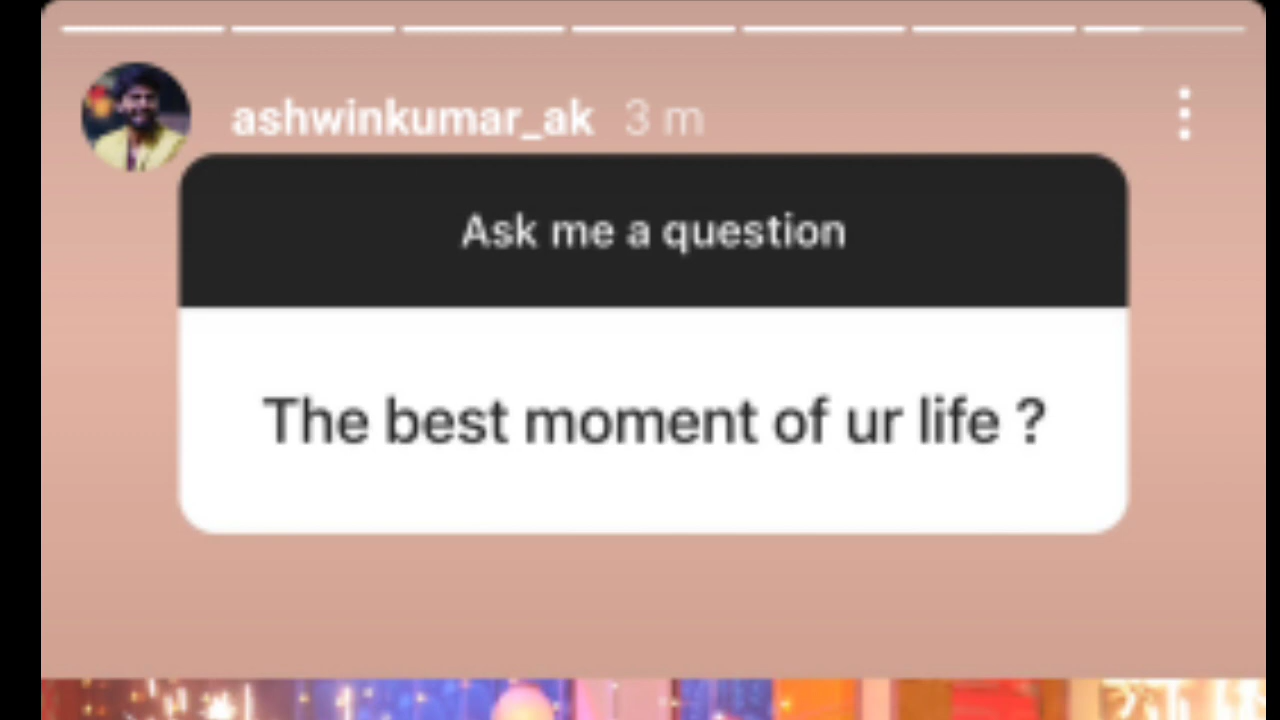 ashwinkumar_ak 3 m
Ask me a question
The best moment of ur life ?